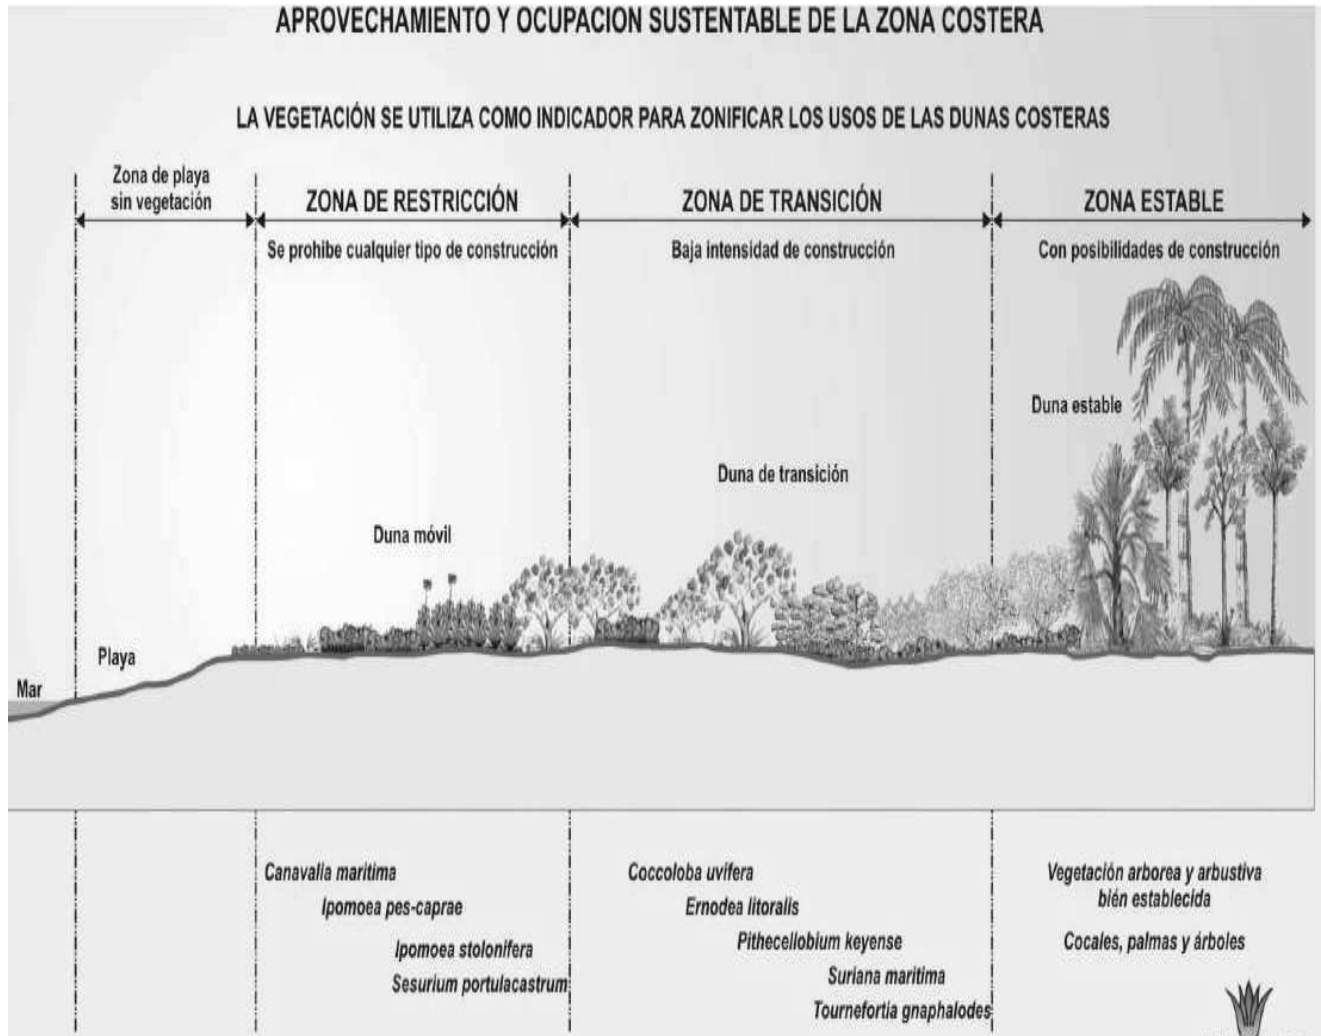 APROVECHAMIENTO Y OCUPACION SUSTENTABLE DE LA ZONA COSTERA
LA VEGETACIÓN SE UTILIZA COMO INDICADOR PARA ZONIFICAR LOS USOS DE LAS DUNAS COSTERAS
Zona de playa
sin vegetación
ZONA DE RESTRICCIÓN
Se prohibe cualquier tipo de construcción
ZONA DE TRANSICIÓN
Baja intensidad de construcción
ZONA ESTABLE
Con posibilidades de construcción
Duna estable
Duna de transición
Duna móvil
Playa
Mar
Canavalia maritima
Ipomoea pes-caprae
Ipomoea stolonifera
Sesurium portulacastrum
Coccoloba uvifera
Ernodea litoralis
Pithecellobium keyense
Suriana maritima
Tournefortia gnaphalodes
Vegetación arborea y arbustiva
bién establecida
Cocales, palmas y árboles